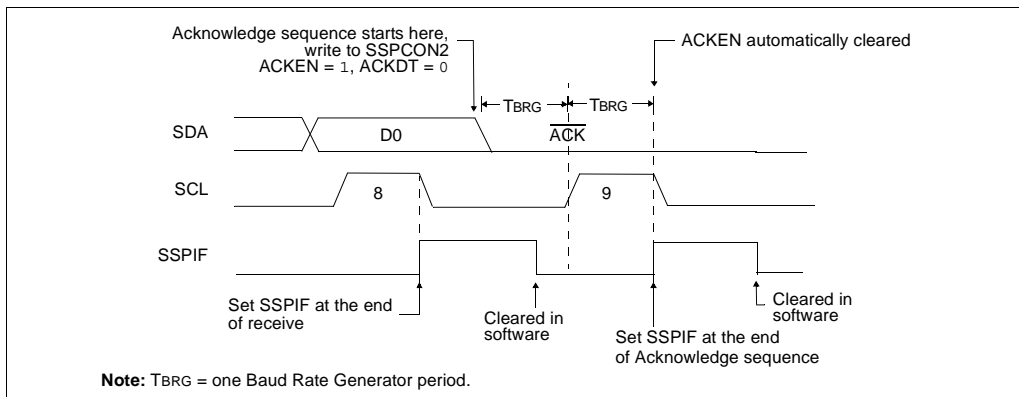 Acknowledge sequence starts here,
write to SSPCON2
ACKEN = 1, ACKDT = 0
ACKEN automatically cleared
TBRG
TBRG
SDA
D0
ACK
SCL
8
9
SSPIF
Set SSPIF at the end
of receive
Cleared in
software
Set SSPIF at the end
of Acknowledge sequence
Cleared in
software
Note: TBRG = one Baud Rate Generator period.